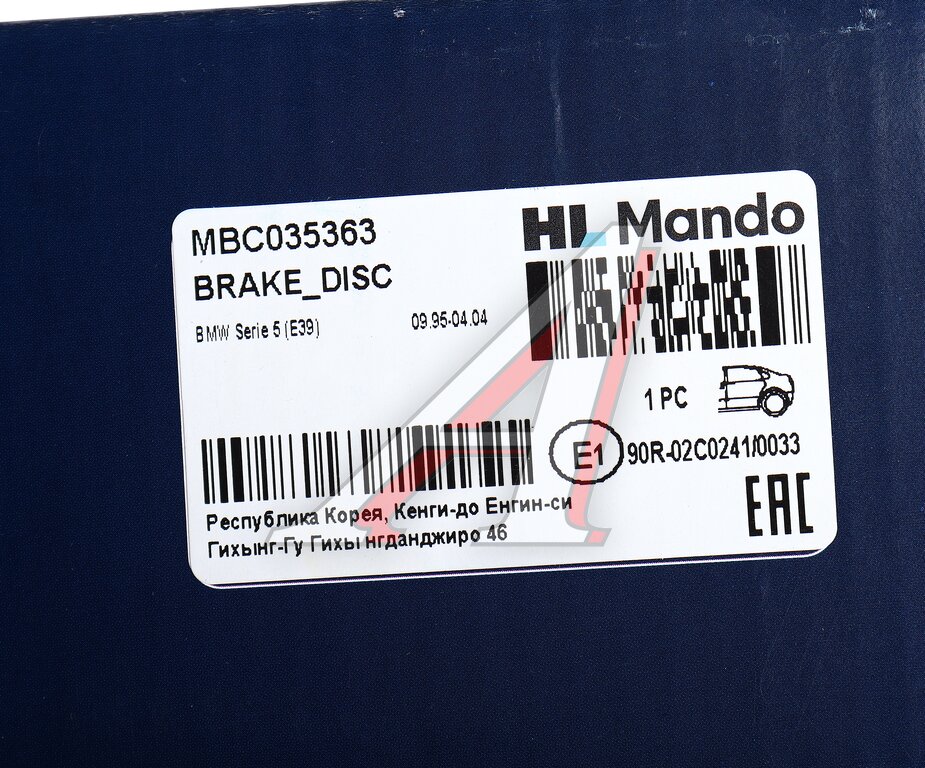 MBC035363
BRAKE_DISC
BMW Serie 5 (E39) 09.95-04.04
HL Mando
1 PC
E1 90R-02C0241/0033
EAC
Республика Корея, Кенги-до Енгин-си
Гихынг-Гу Гихы нгданджиро 46